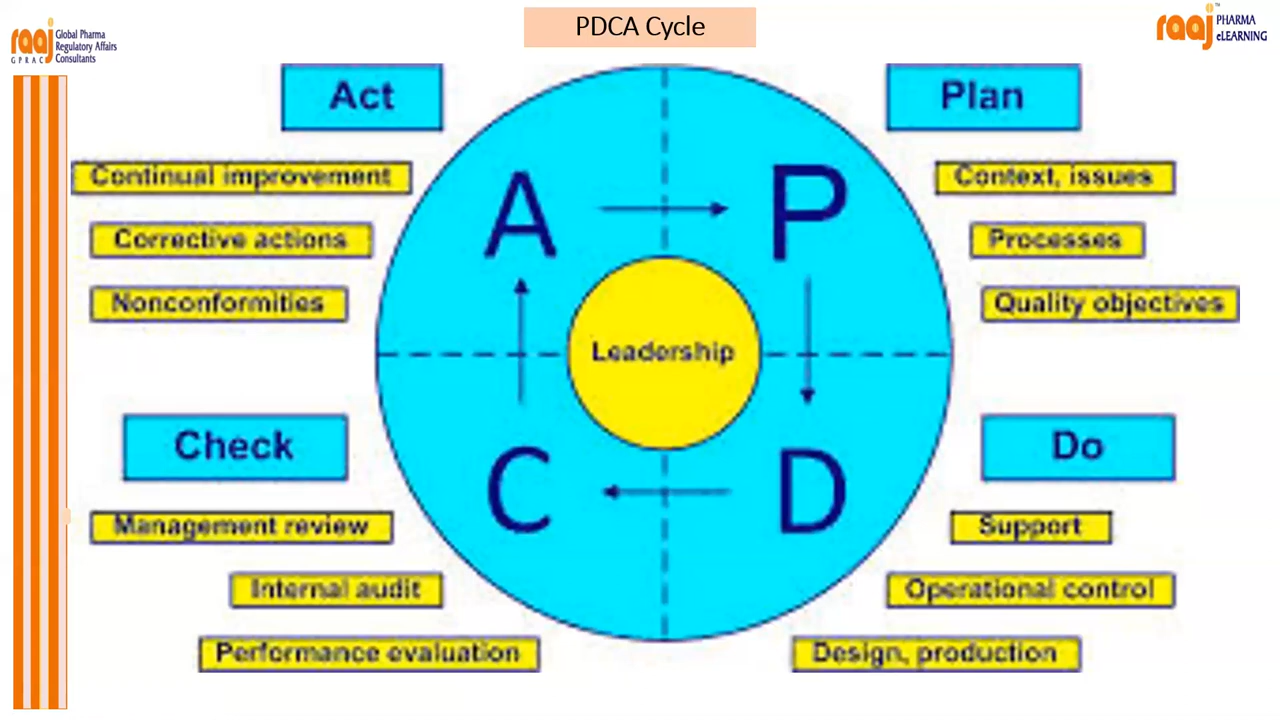 PDCA Cycle
raaj
Global Pharma
Regulatory Affairs
Consultants
GPRAC
raaj
TM
PHARMA
eLEARNING
Act
Continual improvement
Corrective actions
Nonconformities
Plan
Context, issues
Processes
Quality objectives
A
P
Leadership
C
D
Check
Management review
Internal audit
Performance evaluation
Do
Support
Operational control
Design, production